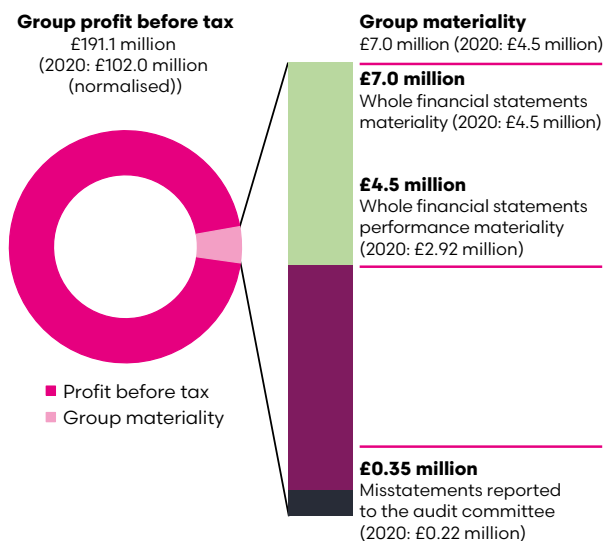 Group profit before tax
£191.1 million
(2020: £102.0 million
(normalised))
Profit before tax
Group materiality
Group materiality
£7.0 million (2020: £4.5 million)
£7.0 million
Whole financial statements
materiality (2020: £4.5 million)
£4.5 million
Whole financial statements
performance materiality
(2020: £2.92 million)
£0.35 million
Misstatements reported
to the audit committee
(2020: £0.22 million)